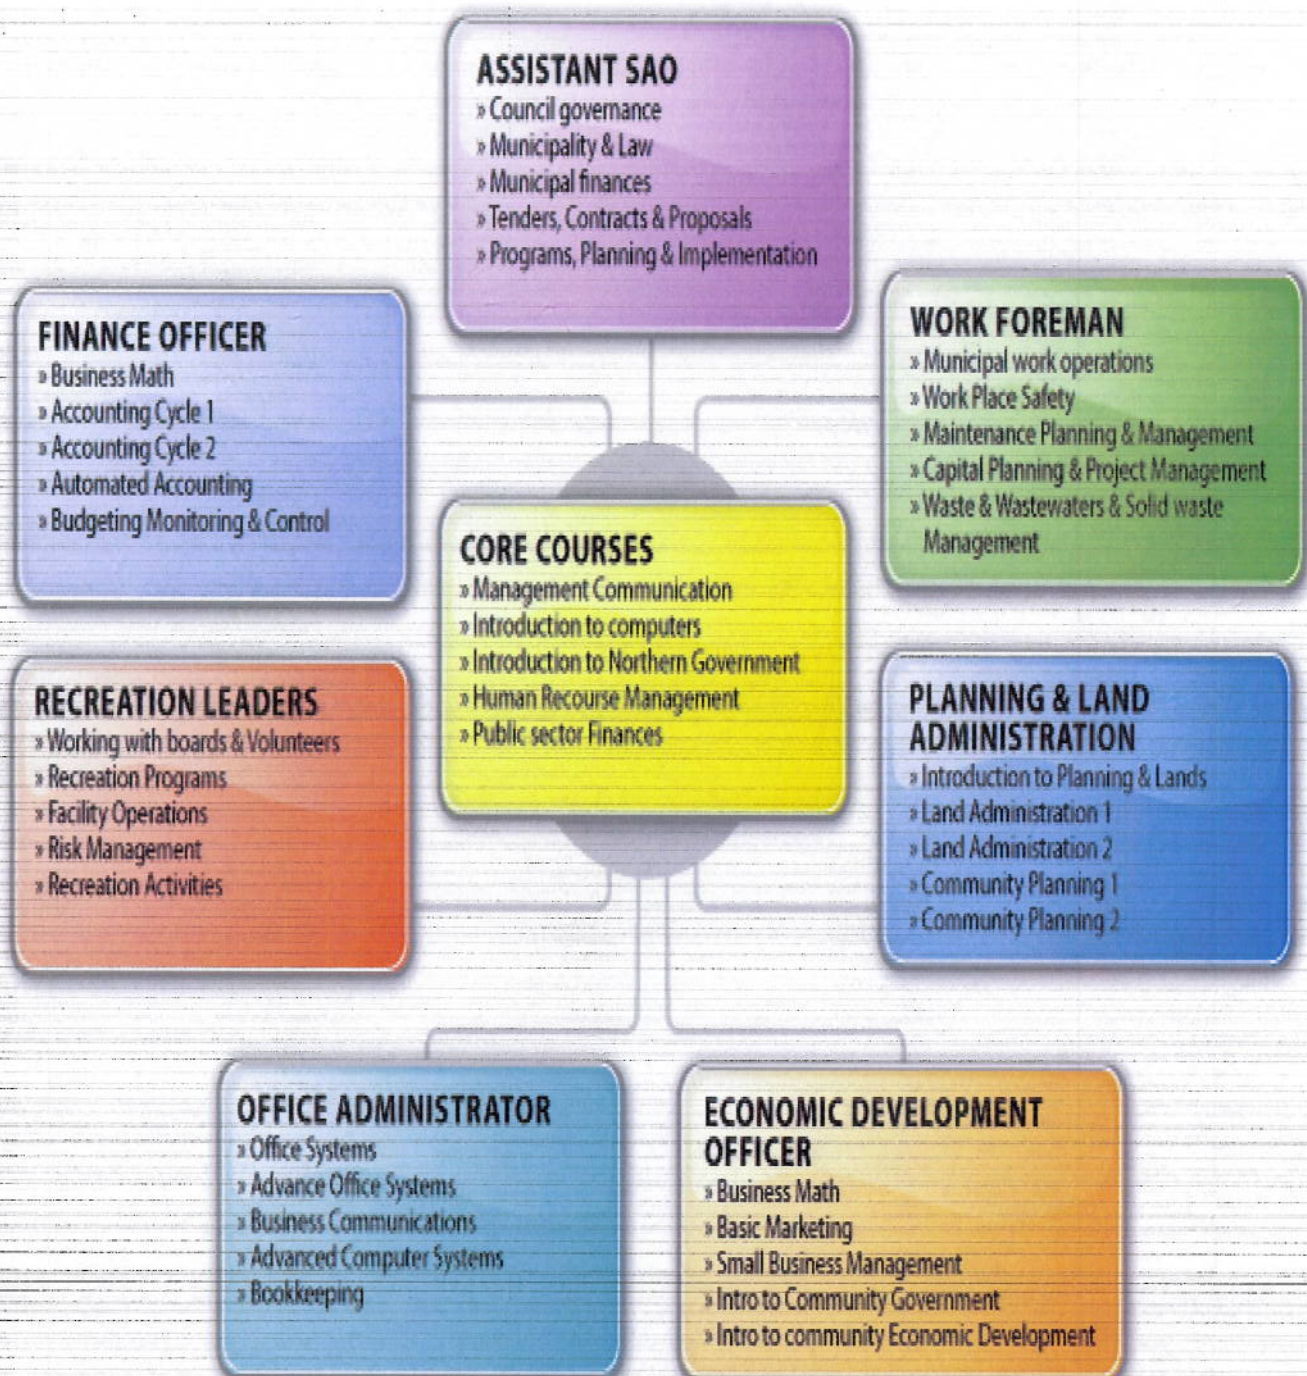 ASSISTANT SAO
» Council governance
» Municipality & Law
» Municipal finances
» Tenders, Contracts & Proposals
» Programs, Planning & Implementation
FINANCE OFFICER
» Business Math
» Accounting Cycle 1
» Accounting Cycle 2
» Automated Accounting
» Budgeting Monitoring & Control
WORK FOREMAN
» Municipal work operations
» Work Place Safety
» Maintenance Planning & Management
» Capital Planning & Project Management
» Waste & Wastewaters & Solid waste
Management
CORE COURSES
» Management Communication
» Introduction to computers
» Introduction to Northern Government
» Human Recourse Management
» Public sector Finances
RECREATION LEADERS
» Working with boards & Volunteers
» Recreation Programs
» Facility Operations
» Risk Management
» Recreation Activities
PLANNING & LAND
ADMINISTRATION
» Introduction to Planning & Lands
» Land Administration 1
» Land Administration 2
» Community Planning 1
» Community Planning 2
OFFICE ADMINISTRATOR
» Office Systems
» Advance Office Systems
» Business Communications
» Advanced Computer Systems
» Bookkeeping
ECONOMIC DEVELOPMENT
OFFICER
» Business Math
» Basic Marketing
» Small Business Management
» Intro to Community Government
» Intro to community Economic Development